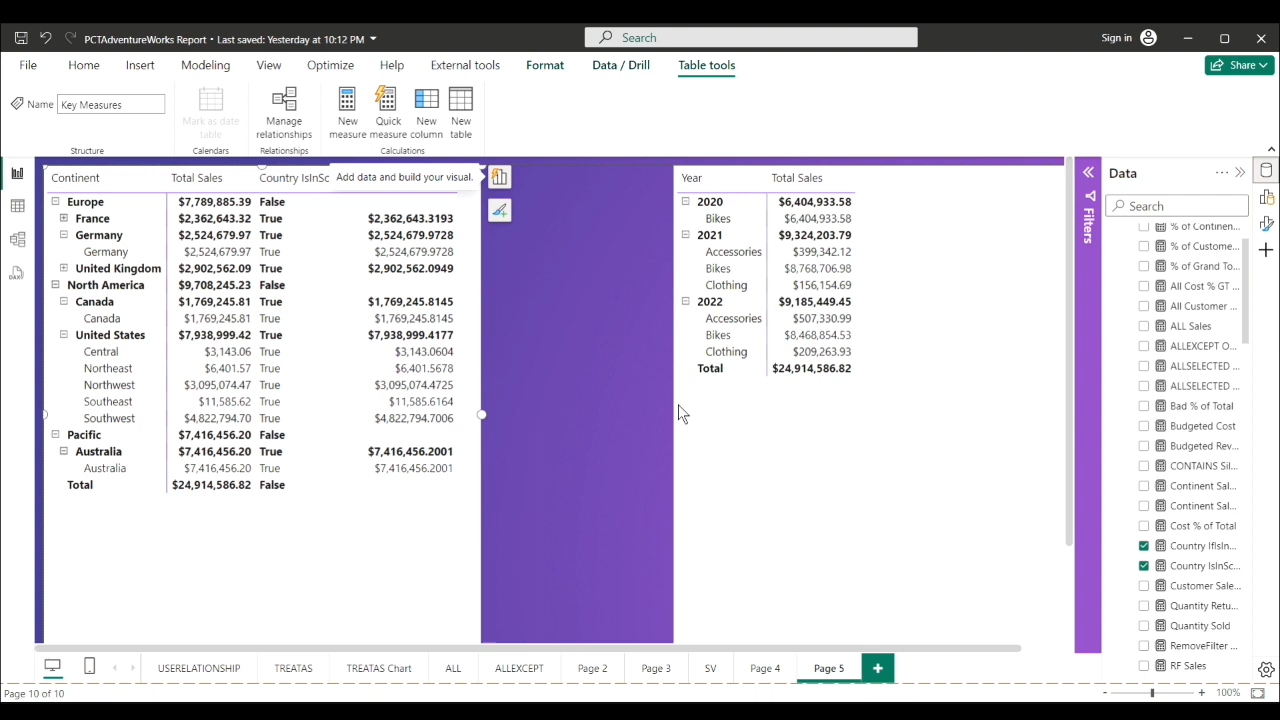 PCTAdventureWorks Report • Last saved: Yesterday at 10:12 PM
Search
Sign in
File Home Insert Modeling View Optimize Help External tools Format Data / Drill Table tools
Share
Name Key Measures
Mark as date table
Manage relationships
New measure
Quick measure
New column
New table
Structure Calendars Relationships Calculations
Continent Total Sales Country IsInSc
Add data and build your visual.
Europe $7,789,885.39 False
France $2,362,643.32 True $2,362,643.3193
Germany $2,524,679.97 True $2,524,679.9728
Germany $2,524,679.97 True $2,524,679.9728
United Kingdom $2,902,562.09 True $2,902,562.0949
North America $9,708,245.23 False
Canada $1,769,245.81 True $1,769,245.8145
Canada $1,769,245.81 True $1,769,245.8145
United States $7,938,999.42 True $7,938,999.4177
Central $3,143.06 True $3,143.0604
Northeast $6,401.57 True $6,401.5678
Northwest $3,095,074.47 True $3,095,074.4725
Southeast $11,585.62 True $11,585.6164
Southwest $4,822,794.70 True $4,822,794.7006
Pacific $7,416,456.20 False
Australia $7,416,456.20 True $7,416,456.2001
Australia $7,416,456.20 True $7,416,456.2001
Total $24,914,586.82 False
Year Total Sales
2020 $6,404,933.58
Bikes $6,404,933.58
2021 $9,324,203.79
Accessories $399,342.12
Bikes $8,768,706.98
Clothing $156,154.69
2022 $9,185,449.45
Accessories $507,330.99
Bikes $8,468,854.53
Clothing $209,263.93
Total $24,914,586.82
Filters
Data
Search
% of Continen...
% of Custome...
% of Grand To...
All Cost % GT ...
All Customer ...
ALL Sales
ALLEXCEPT O...
ALLSELECTED ...
ALLSELECTED ...
Bad % of Total
Budgeted Cost
Budgeted Rev...
CONTAINS Sil...
Continent Sal...
Continent Sal...
Cost % of Total
Country IfIsIn...
Country IsInSc...
Customer Sale...
Quantity Retu...
Quantity Sold
RemoveFilter ...
RF Sales
USERELATIONSHIP TREATAS TREATAS Chart ALL ALLEXCEPT Page 2 Page 3 SV Page 4 Page 5
Page 10 of 10
- + 100%